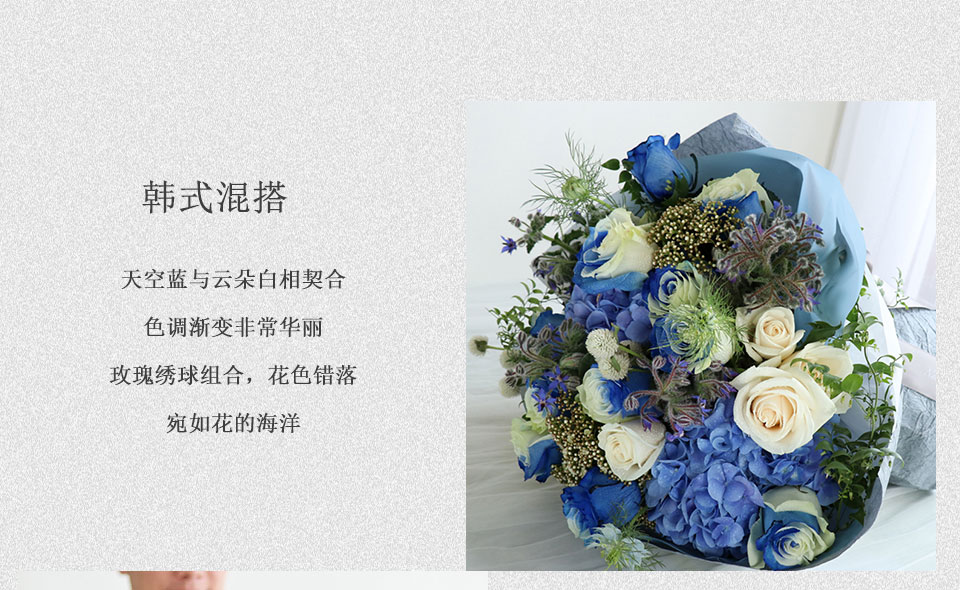 韩式混搭
天空蓝与云朵白相契合
色调渐变非常华丽
玫瑰绣球组合，花色错落
宛如花的海洋